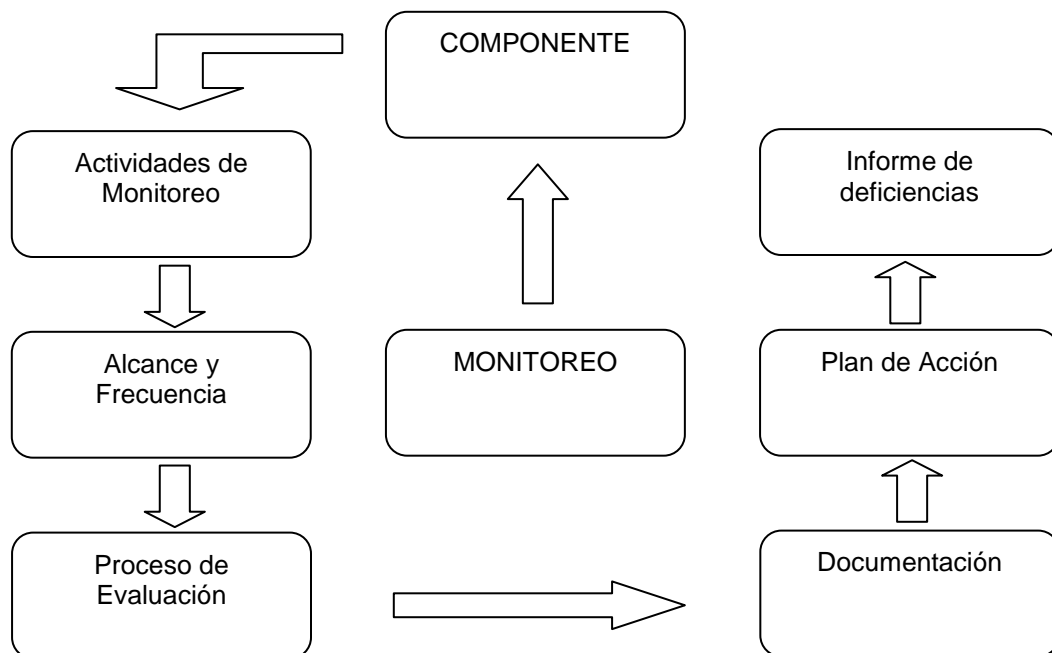 COMPONENTE
Actividades de
Monitoreo
Informe de
deficiencias
Alcance y
Frecuencia
MONITOREO
Plan de Acción
Proceso de
Evaluación
Documentación